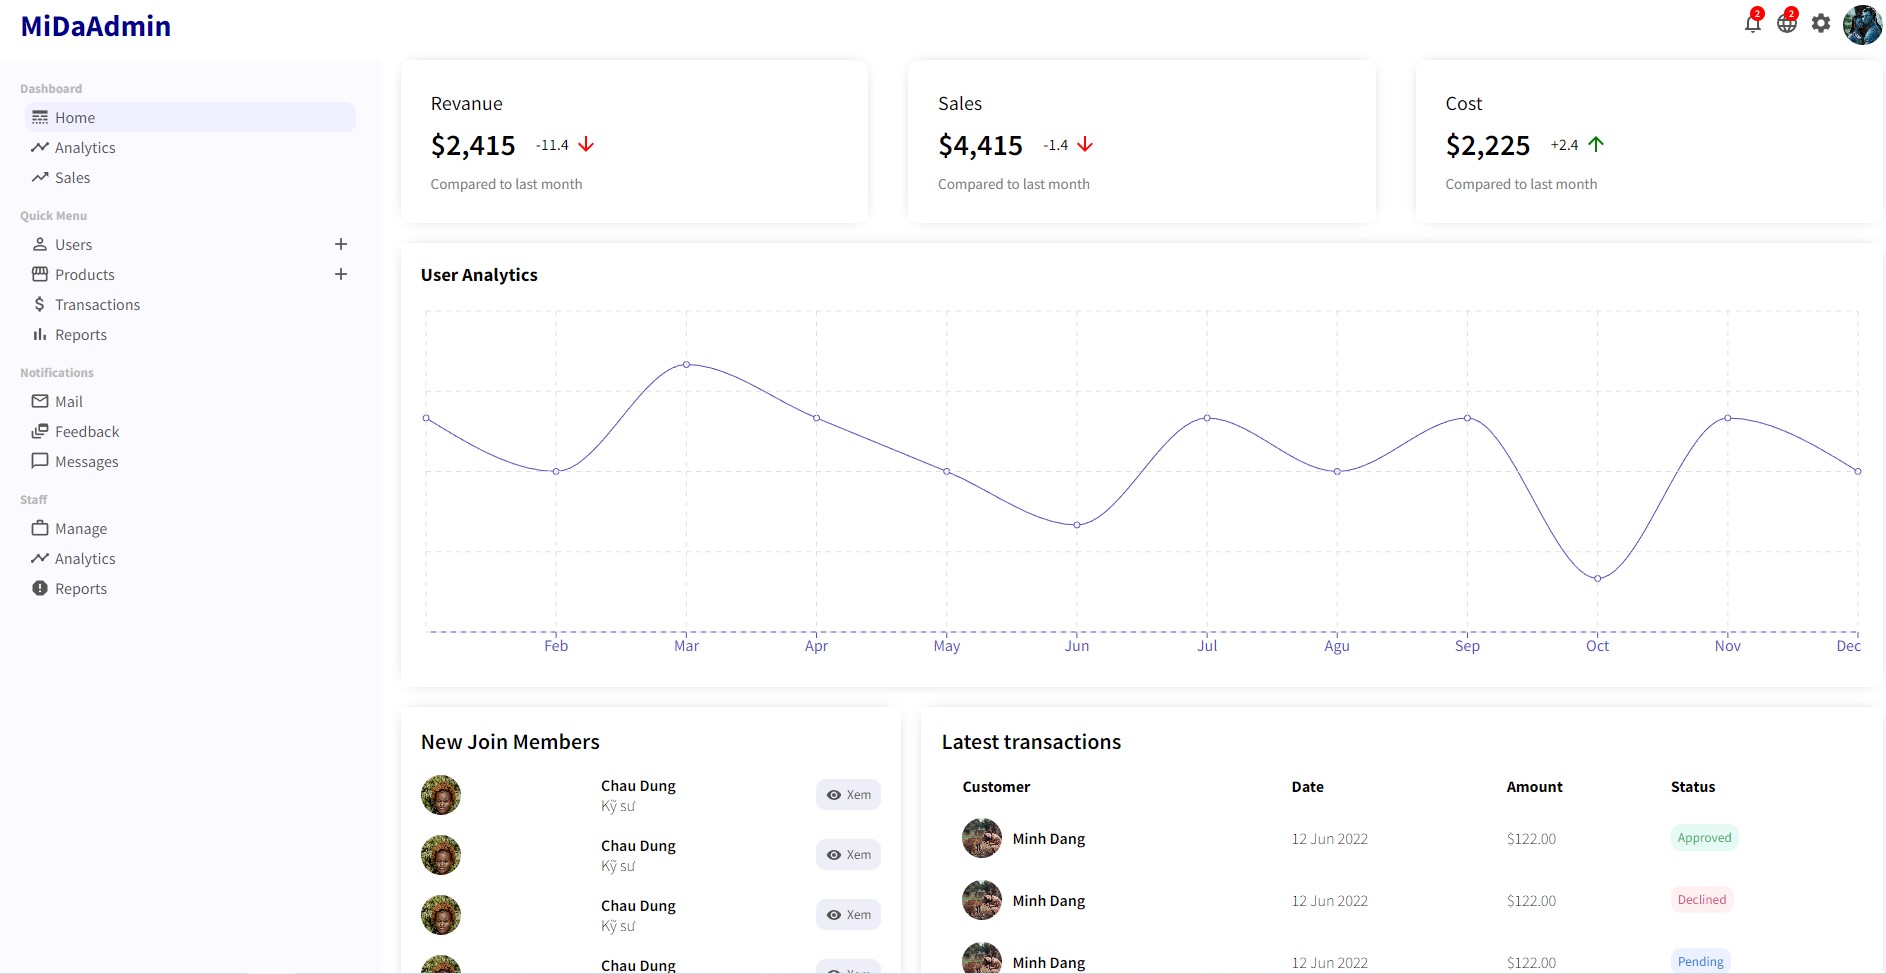 MiDaAdmin
2
2
Dashboard
Home
Analytics
Sales
Quick Menu
Users
Products
Transactions
Reports
Notifications
Mail
Feedback
Messages
Staff
Manage
Analytics
Reports
Revanue
$2,415 -11.4
Compared to last month
Sales
$4,415 -1.4
Compared to last month
Cost
$2,225 +2.4
Compared to last month
User Analytics
Feb Mar Apr May Jun Jul Agu Sep Oct Nov Dec
New Join Members
Chau Dung
Kỹ sư
Xem
Chau Dung
Kỹ sư
Xem
Chau Dung
Kỹ sư
Xem
Chau Dung
Latest transactions
Customer Date Amount Status
Minh Dang 12 Jun 2022 $122.00 Approved
Minh Dang 12 Jun 2022 $122.00 Declined
Minh Dang 12 Jun 2022 $122.00 Pending